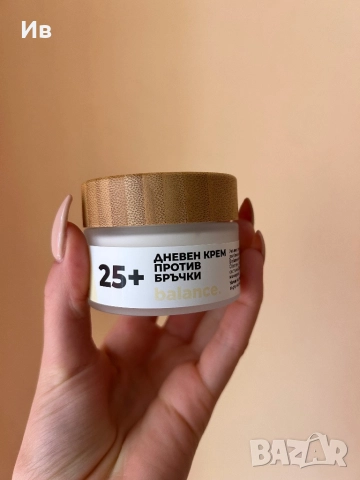 Ив
25+
ДНЕВЕН КРЕМ
ПРОТИВ
БРЪЧКИ
balance.
BAZAR